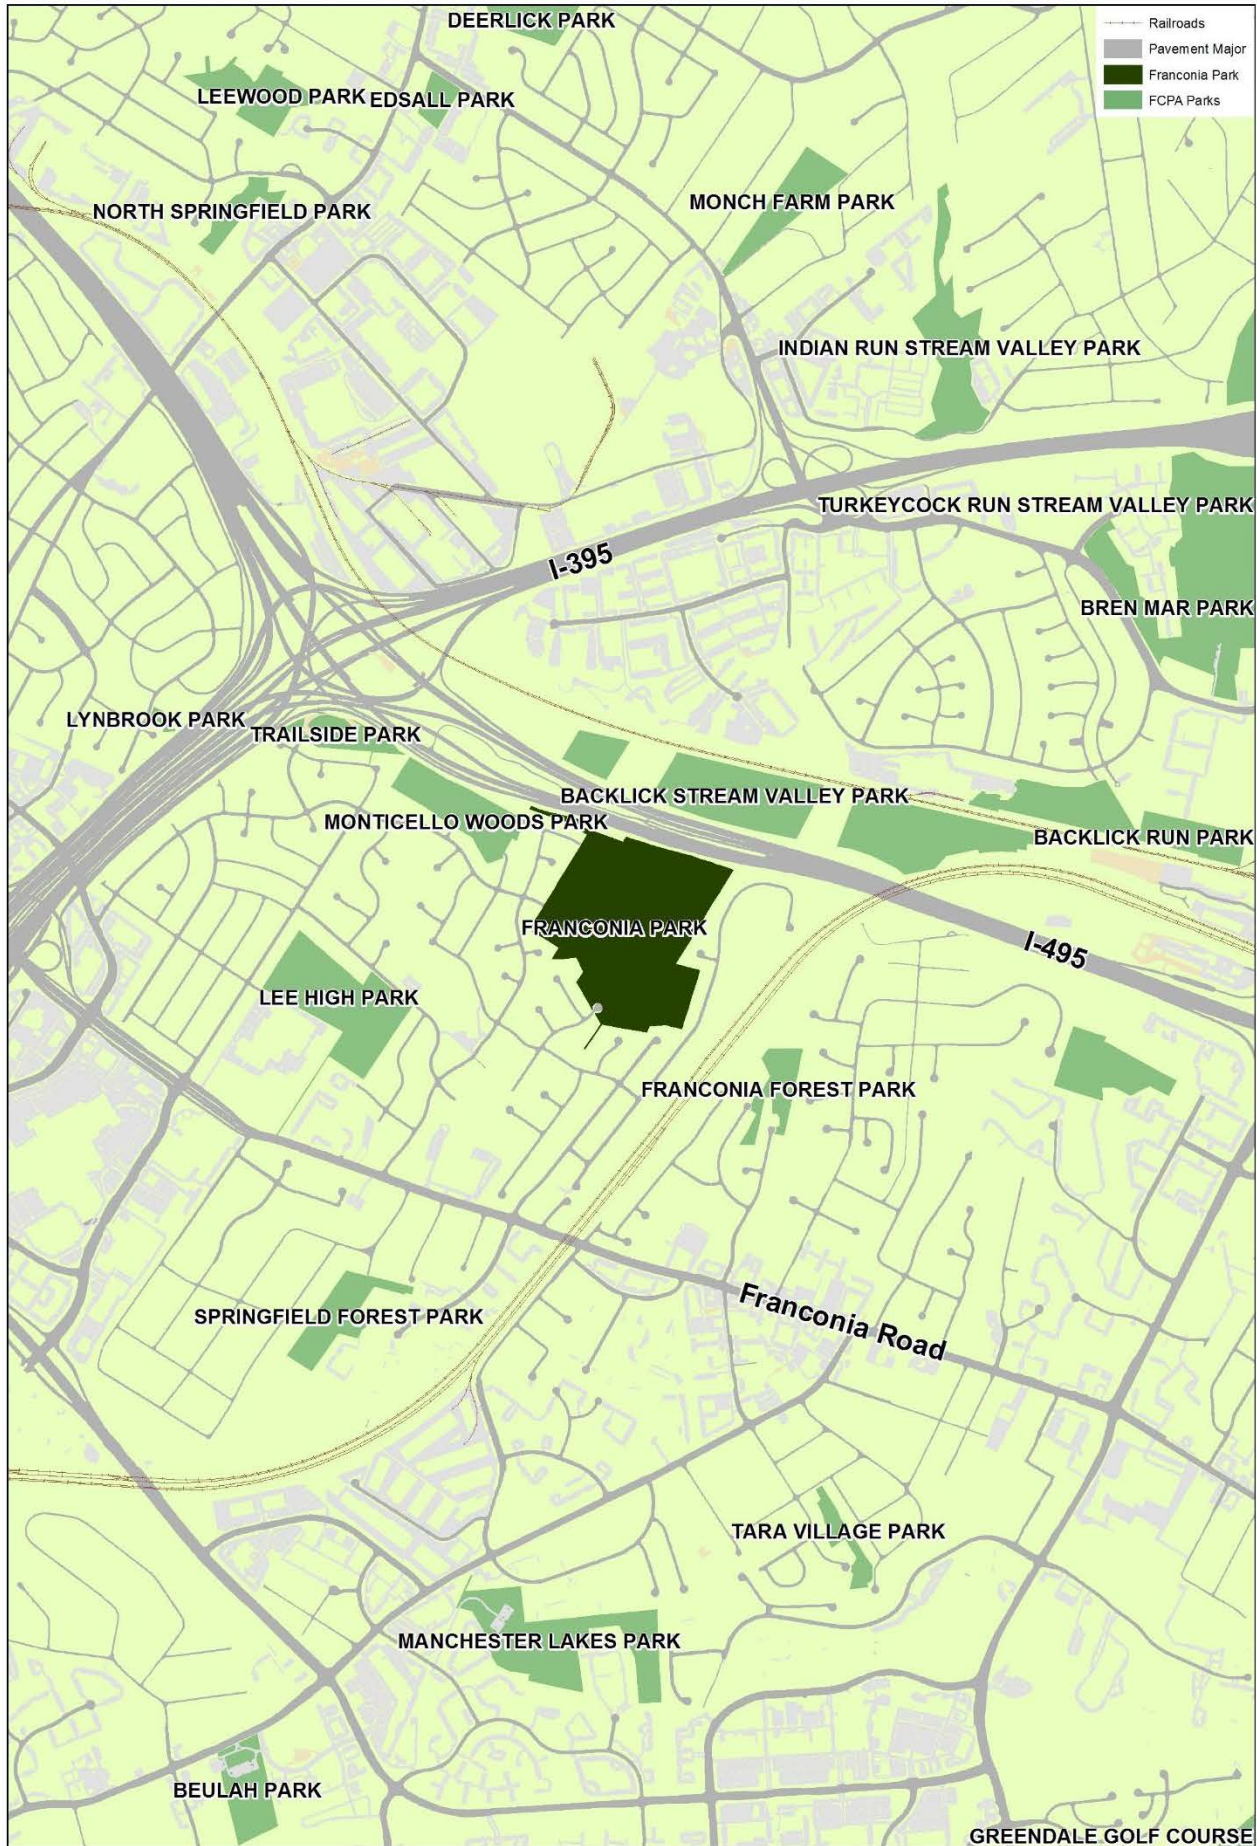 DEERLICK PARK
Railroads
Pavement Major
Franconia Park
FCPA Parks
LEEWOOD PARK
EDSALL PARK
MONCH FARM PARK
NORTH SPRINGFIELD PARK
INDIAN RUN STREAM VALLEY PARK
TURKEYCOCK RUN STREAM VALLEY PARK
I-395
BREN MAR PARK
LYNBROOK PARK
TRAILSIDE PARK
BACKLICK STREAM VALLEY PARK
MONTICELLO WOODS PARK
BACKLICK RUN PARK
FRANCONIA PARK
I-495
LEE HIGH PARK
FRANCONIA FOREST PARK
SPRINGFIELD FOREST PARK
Franconia Road
TARA VILLAGE PARK
MANCHESTER LAKES PARK
BEULAH PARK
GREENDALE GOLF COURSE